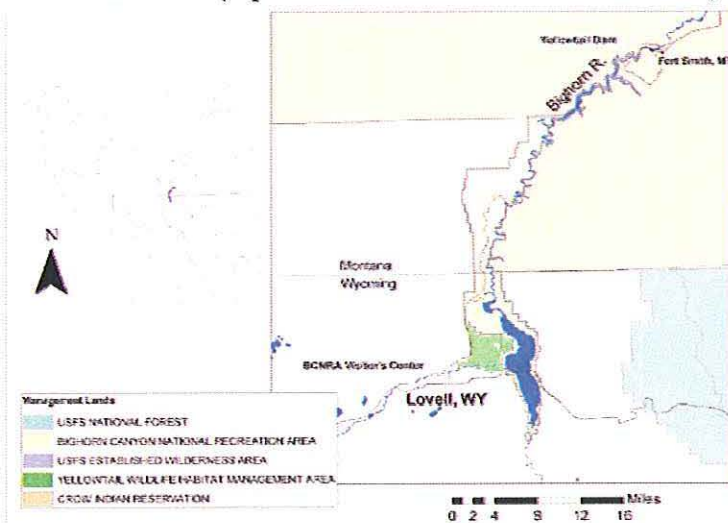 Yellowtail Dam
Fort Smith, M
Bighorn R.
N
Montana
Wyoming
BCNRA Visitor's Center
Lovell, WY
Management Lands
USFS NATIONAL FOREST
BIGHORN CANYON NATIONAL RECREATION AREA
USFS ESTABLISHED WILDERNESS AREA
YELLOWTAIL WILDLIFE HABITAT MANAGEMENT AREA
CROW INDIAN RESERVATION
Miles
0 2 4 8 12 16